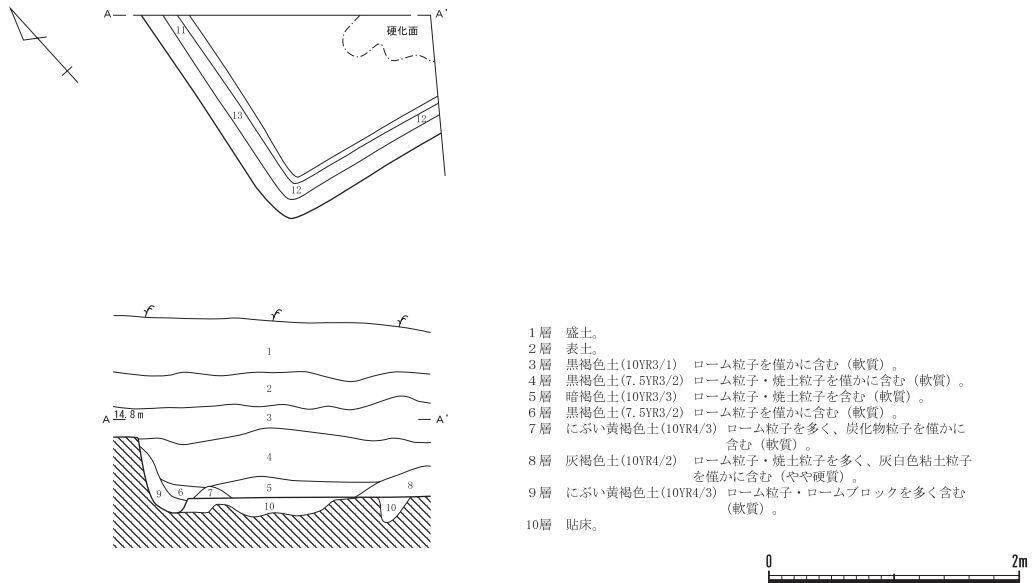 A A'
硬化面
11
13
12
12
1
2
14.8m
A 3 A'
4
5
9 6 7 8
10 10
1層 盛土。
2層 表土。
3層 黒褐色土(10YR3/1) ローム粒子を僅かに含む（軟質）。
4層 黒褐色土(7.5YR3/2) ローム粒子・焼土粒子を僅かに含む（軟質）。
5層 暗褐色土(10YR3/3) ローム粒子・焼土粒子を含む（軟質）。
6層 黒褐色土(7.5YR3/2) ローム粒子を僅かに含む（軟質）。
7層 にぶい黄褐色土(10YR4/3) ローム粒子を多く、炭化物粒子を僅かに
含む（軟質）。
8層 灰褐色土(10YR4/2) ローム粒子・焼土粒子を多く、灰白色粘土粒子
を僅かに含む（やや硬質）。
9層 にぶい黄褐色土(10YR4/3) ローム粒子・ロームブロックを多く含む
（軟質）。
10層 貼床。
0 2m